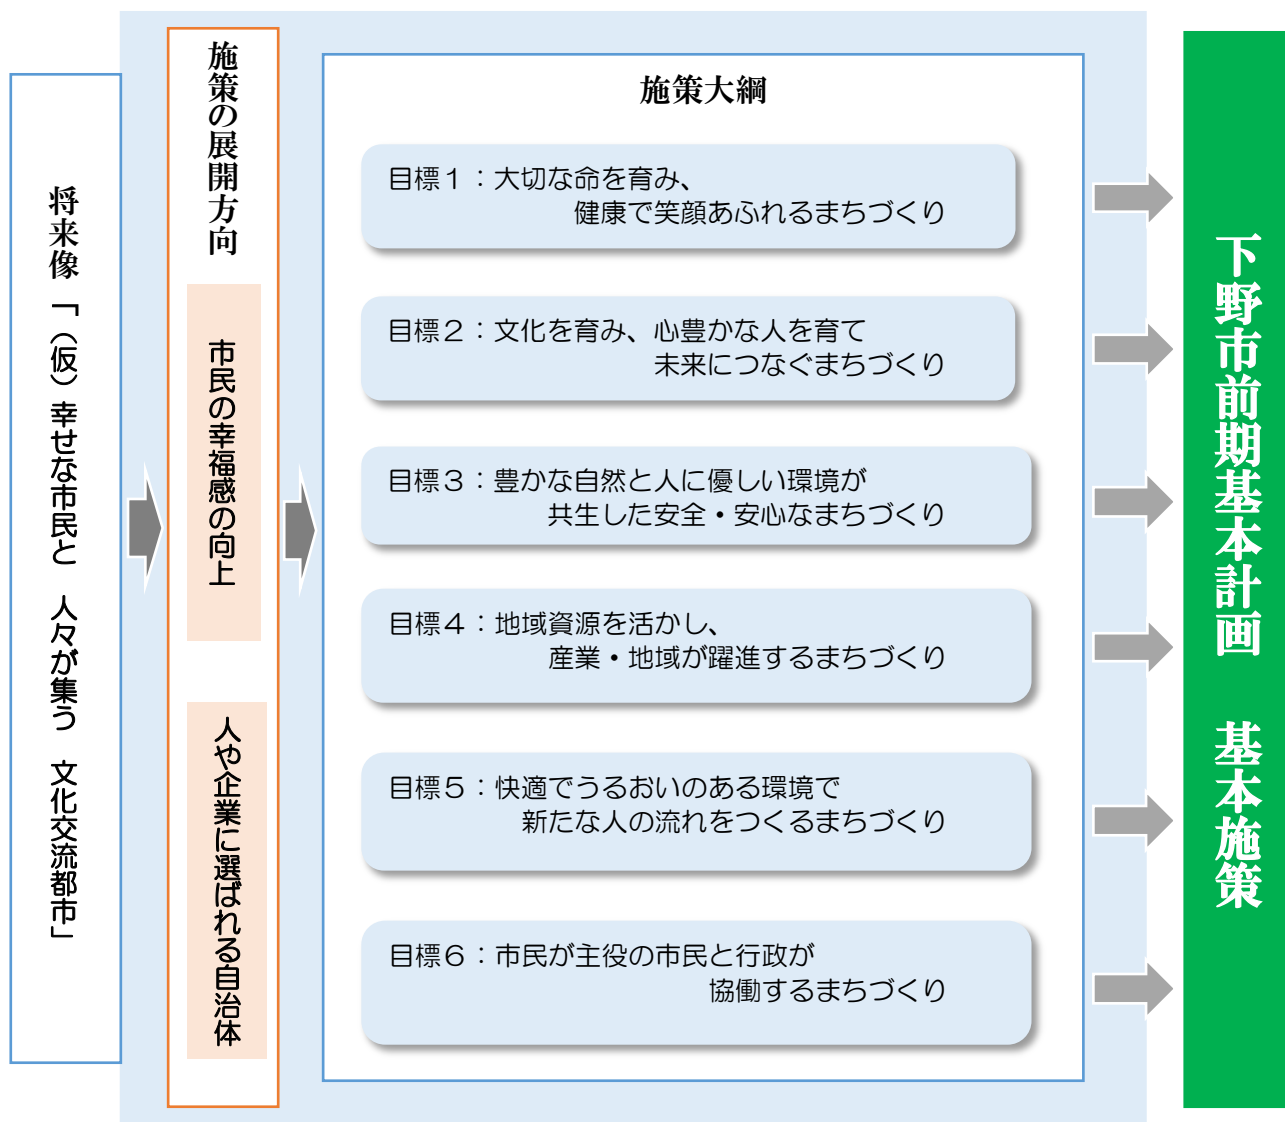 将来像「（仮）幸せな市民と　人々が集う　文化交流都市」
施策の展開方向
市民の幸福感の向上
人や企業に選ばれる自治体
施策大綱
目標１：大切な命を育み、
健康で笑顔あふれるまちづくり
目標２：文化を育み、心豊かな人を育て
未来につなぐまちづくり
目標３：豊かな自然と人に優しい環境が
共生した安全・安心なまちづくり
目標４：地域資源を活かし、
産業・地域が躍進するまちづくり
目標５：快適でうるおいのある環境で
新たな人の流れをつくるまちづくり
目標６：市民が主役の市民と行政が
協働するまちづくり
下野市前期基本計画　基本施策